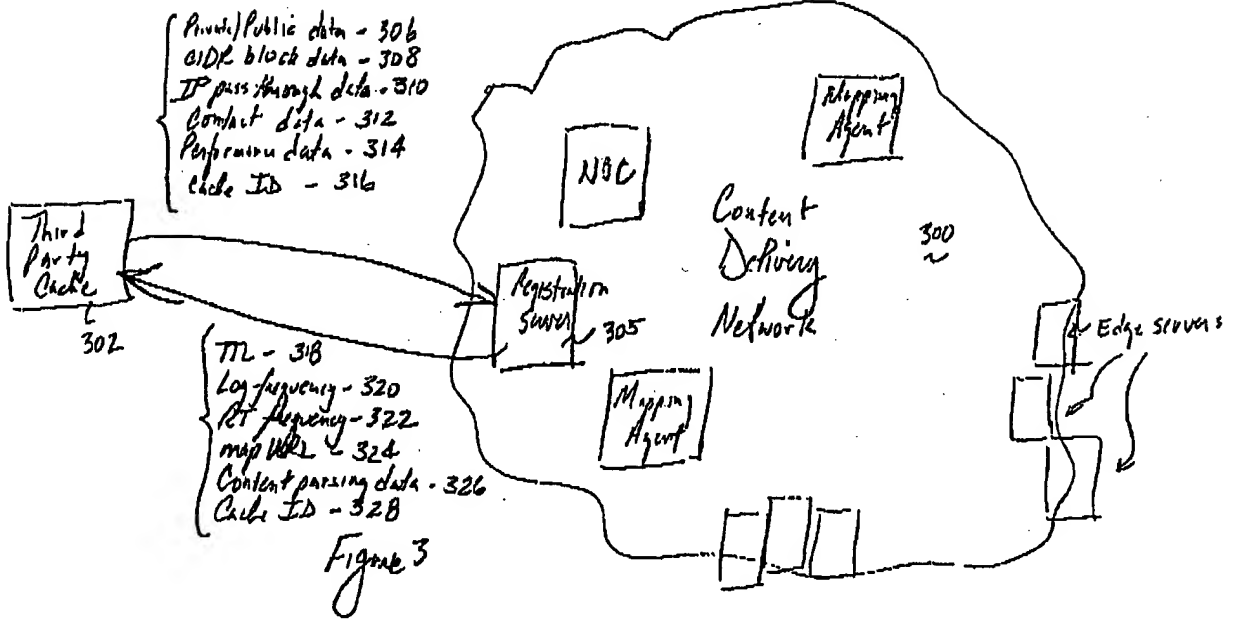 Private/Public data - 306
CIDR block data - 308
IP pass through data - 310
Contact data - 312
Performance data - 314
Cache ID - 316
Third
Party
Cache
302
Registration
Server
305
NOC
Mapping
Agent
Content
Delivery
Network
300
Edge servers
Mapping
Agent
TTL - 318
Log frequency - 320
RT frequency - 322
map URL - 324
Content parsing data - 326
Cache ID - 328
Figure 3